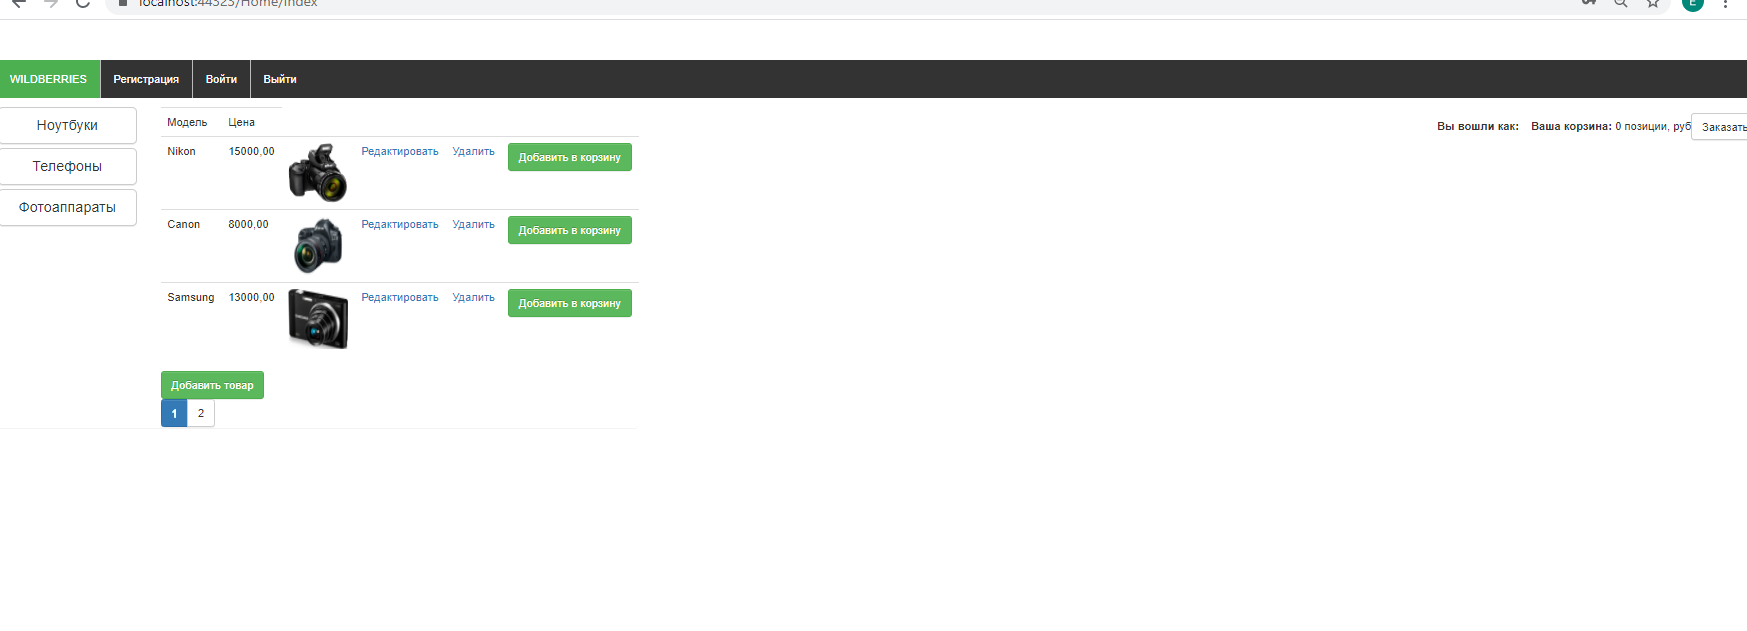 localhost:44323/Home/Index
E
WILDBERRIES Регистрация Войти Выйти
Ноутбуки
Телефоны
Фотоаппараты
Модель Цена
Вы вошли как: Ваша корзина: 0 позиции, руб Заказать
Nikon 15000,00 Редактировать Удалить Добавить в корзину
Canon 8000,00 Редактировать Удалить Добавить в корзину
Samsung 13000,00 Редактировать Удалить Добавить в корзину
Добавить товар
1 2